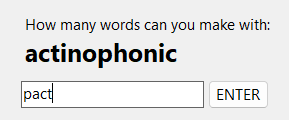 How many words can you make with:
actinophonic
pact
ENTER